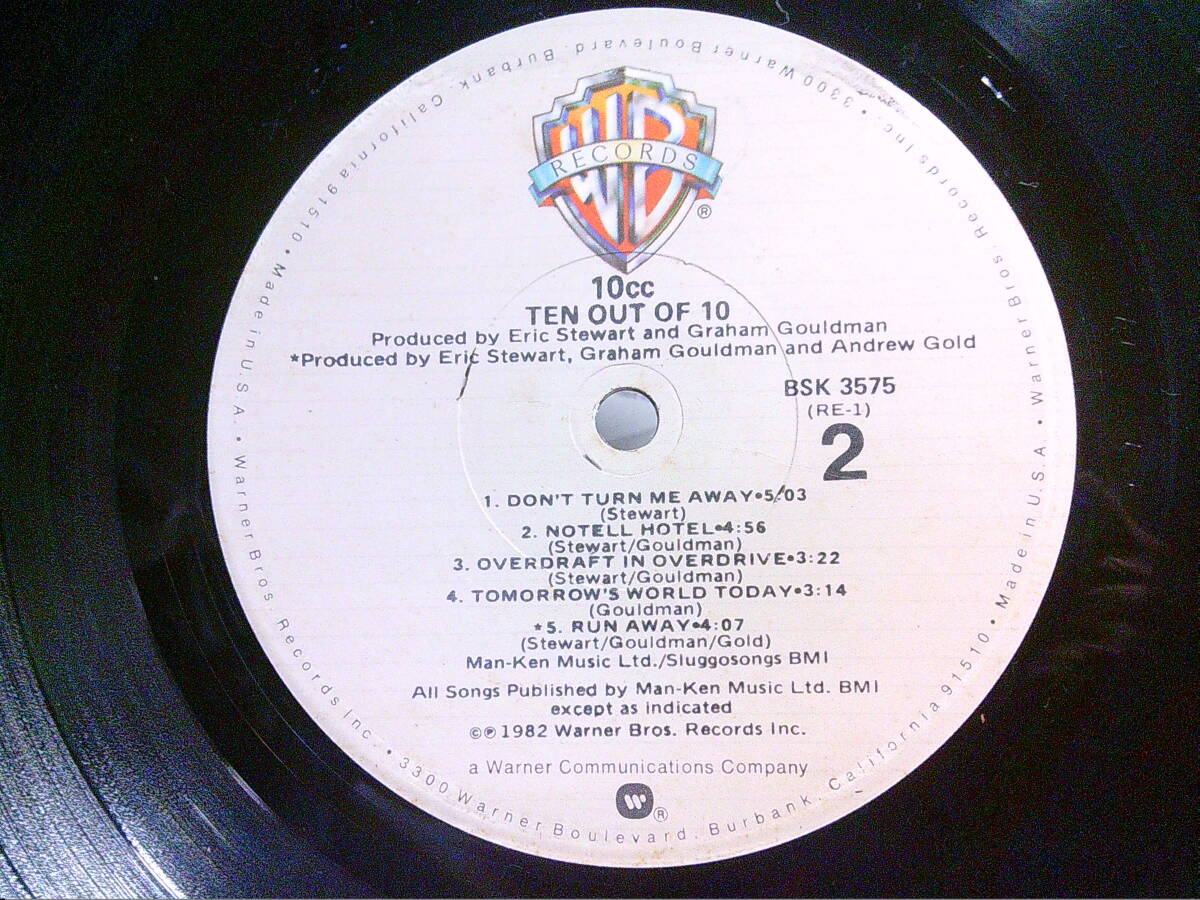 WB
RECORDS
®
10cc
TEN OUT OF 10
Produced by Eric Stewart and Graham Gouldman
*Produced by Eric Stewart, Graham Gouldman and Andrew Gold
BSK 3575
(RE-1)
2
1. DON'T TURN ME AWAY•5:03
(Stewart)
2. NOTELL HOTEL•4:56
(Stewart/Gouldman)
3. OVERDRAFT IN OVERDRIVE•3:22
(Stewart/Gouldman)
4. TOMORROW'S WORLD TODAY•3:14
(Gouldman)
*5. RUN AWAY•4:07
(Stewart/Gouldman/Gold)
Man-Ken Music Ltd./Sluggosongs BMI
All Songs Published by Man-Ken Music Ltd. BMI
except as indicated
©℗ 1982 Warner Bros. Records Inc.
a Warner Communications Company
W®
Warner Bros. Records Inc. • 3300 Warner Boulevard, Burbank, California 91510 • Made in U.S.A. • Warner Bros. Records Inc. • 3300 Warner Boulevard, Burbank, California 91510 • Made in U.S.A. •